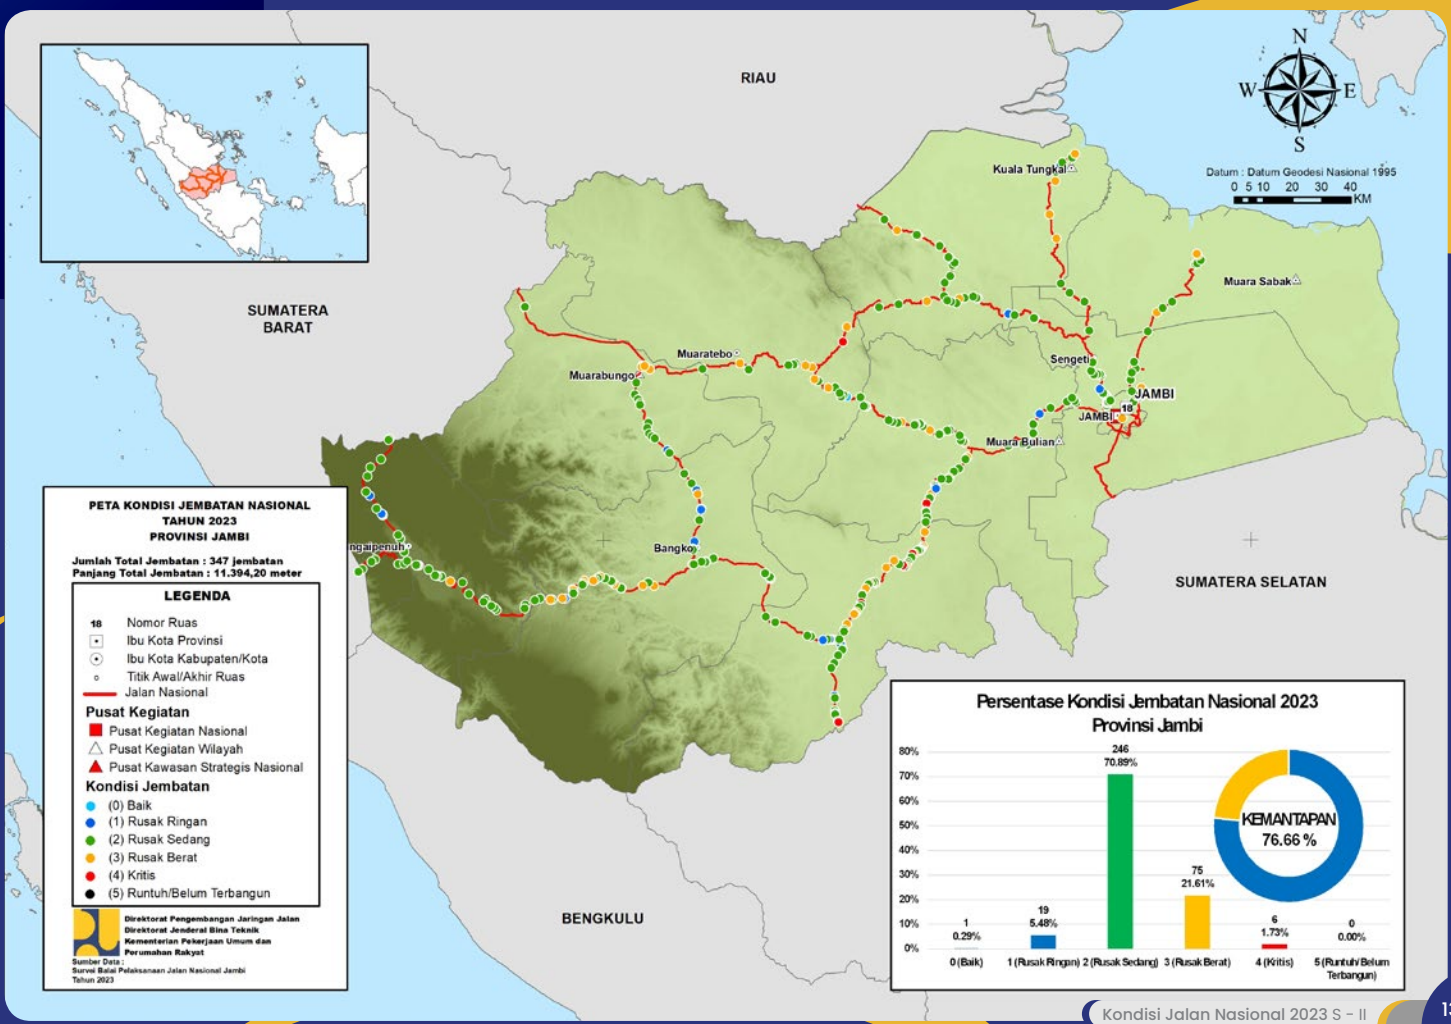 RIAU
N
W
E
S
Datum : Datum Geodesi Nasional 1995
0 5 10 20 30 40
KM
Kuala Tungkal
Muara Sabak
SUMATERA
BARAT
Muaratebo
Muarabungo
Sengeti
JAMBI
18
JAMBI
Muara Bulian
ngaipenuh
Bangko
SUMATERA SELATAN
BENGKULU
PETA KONDISI JEMBATAN NASIONAL
TAHUN 2023
PROVINSI JAMBI
Jumlah Total Jembatan : 347 jembatan
Panjang Total Jembatan : 11.394,20 meter
LEGENDA
18 Nomor Ruas
Ibu Kota Provinsi
Ibu Kota Kabupaten/Kota
Titik Awal/Akhir Ruas
Jalan Nasional
Pusat Kegiatan
Pusat Kegiatan Nasional
Pusat Kegiatan Wilayah
Pusat Kawasan Strategis Nasional
Kondisi Jembatan
(0) Baik
(1) Rusak Ringan
(2) Rusak Sedang
(3) Rusak Berat
(4) Kritis
(5) Runtuh/Belum Terbangun
Direktorat Pengembangan Jaringan Jalan
Direktorat Jenderal Bina Teknik
Kementerian Pekerjaan Umum dan
Perumahan Rakyat
Sumber Data :
Survei Balai Pelaksanaan Jalan Nasional Jambi
Tahun 2023
Persentase Kondisi Jembatan Nasional 2023
Provinsi Jambi
80%
70%
60%
50%
40%
30%
20%
10%
0%
1
0.29%
19
5.48%
246
70.89%
75
21.61%
6
1.73%
0
0.00%
0 (Baik)
1 (Rusak Ringan)
2 (Rusak Sedang)
3 (Rusak Berat)
4 (Kritis)
5 (Runtuh/Belum
Terbangun)
KEMANTAPAN
76.66 %
Kondisi Jalan Nasional 2023 S - II